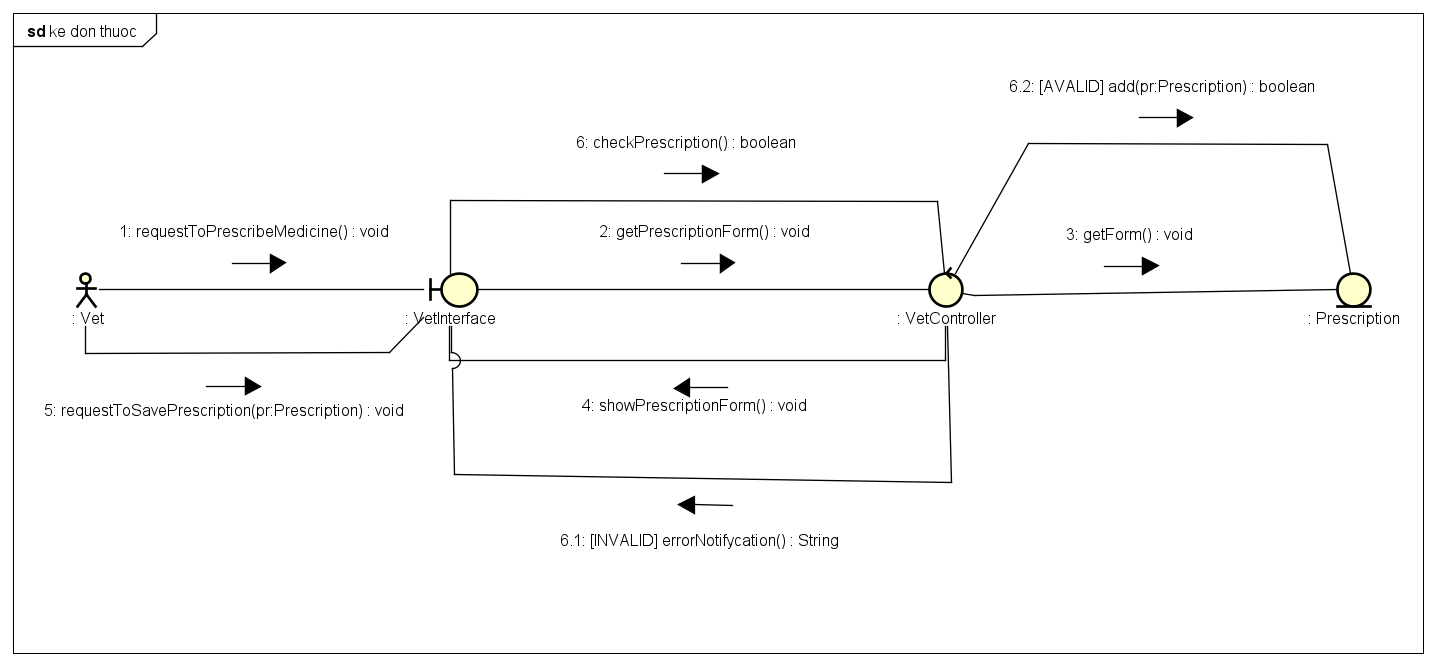 sd ke don thuoc
6.2: [AVALID] add(pr:Prescription) : boolean
6: checkPrescription() : boolean
1: requestToPrescribeMedicine() : void
2: getPrescriptionForm() : void
3: getForm() : void
: Vet
: VetInterface
: VetController
: Prescription
4: showPrescriptionForm() : void
5: requestToSavePrescription(pr:Prescription) : void
6.1: [INVALID] errorNotifycation() : String